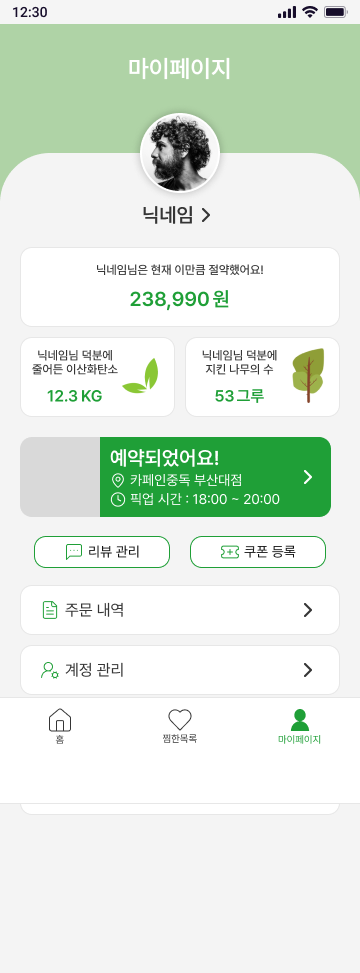 12:30
마이페이지
닉네임
닉네임님은 현재 이만큼 절약했어요!
238,990 원
닉네임님 덕분에
줄어든 이산화탄소
12.3 KG
닉네임님 덕분에
지킨 나무의 수
53 그루
예약되었어요!
카페인중독 부산대점
픽업 시간 : 18:00 ~ 20:00
리뷰 관리
쿠폰 등록
주문 내역
계정 관리
홈
찜한목록
마이페이지